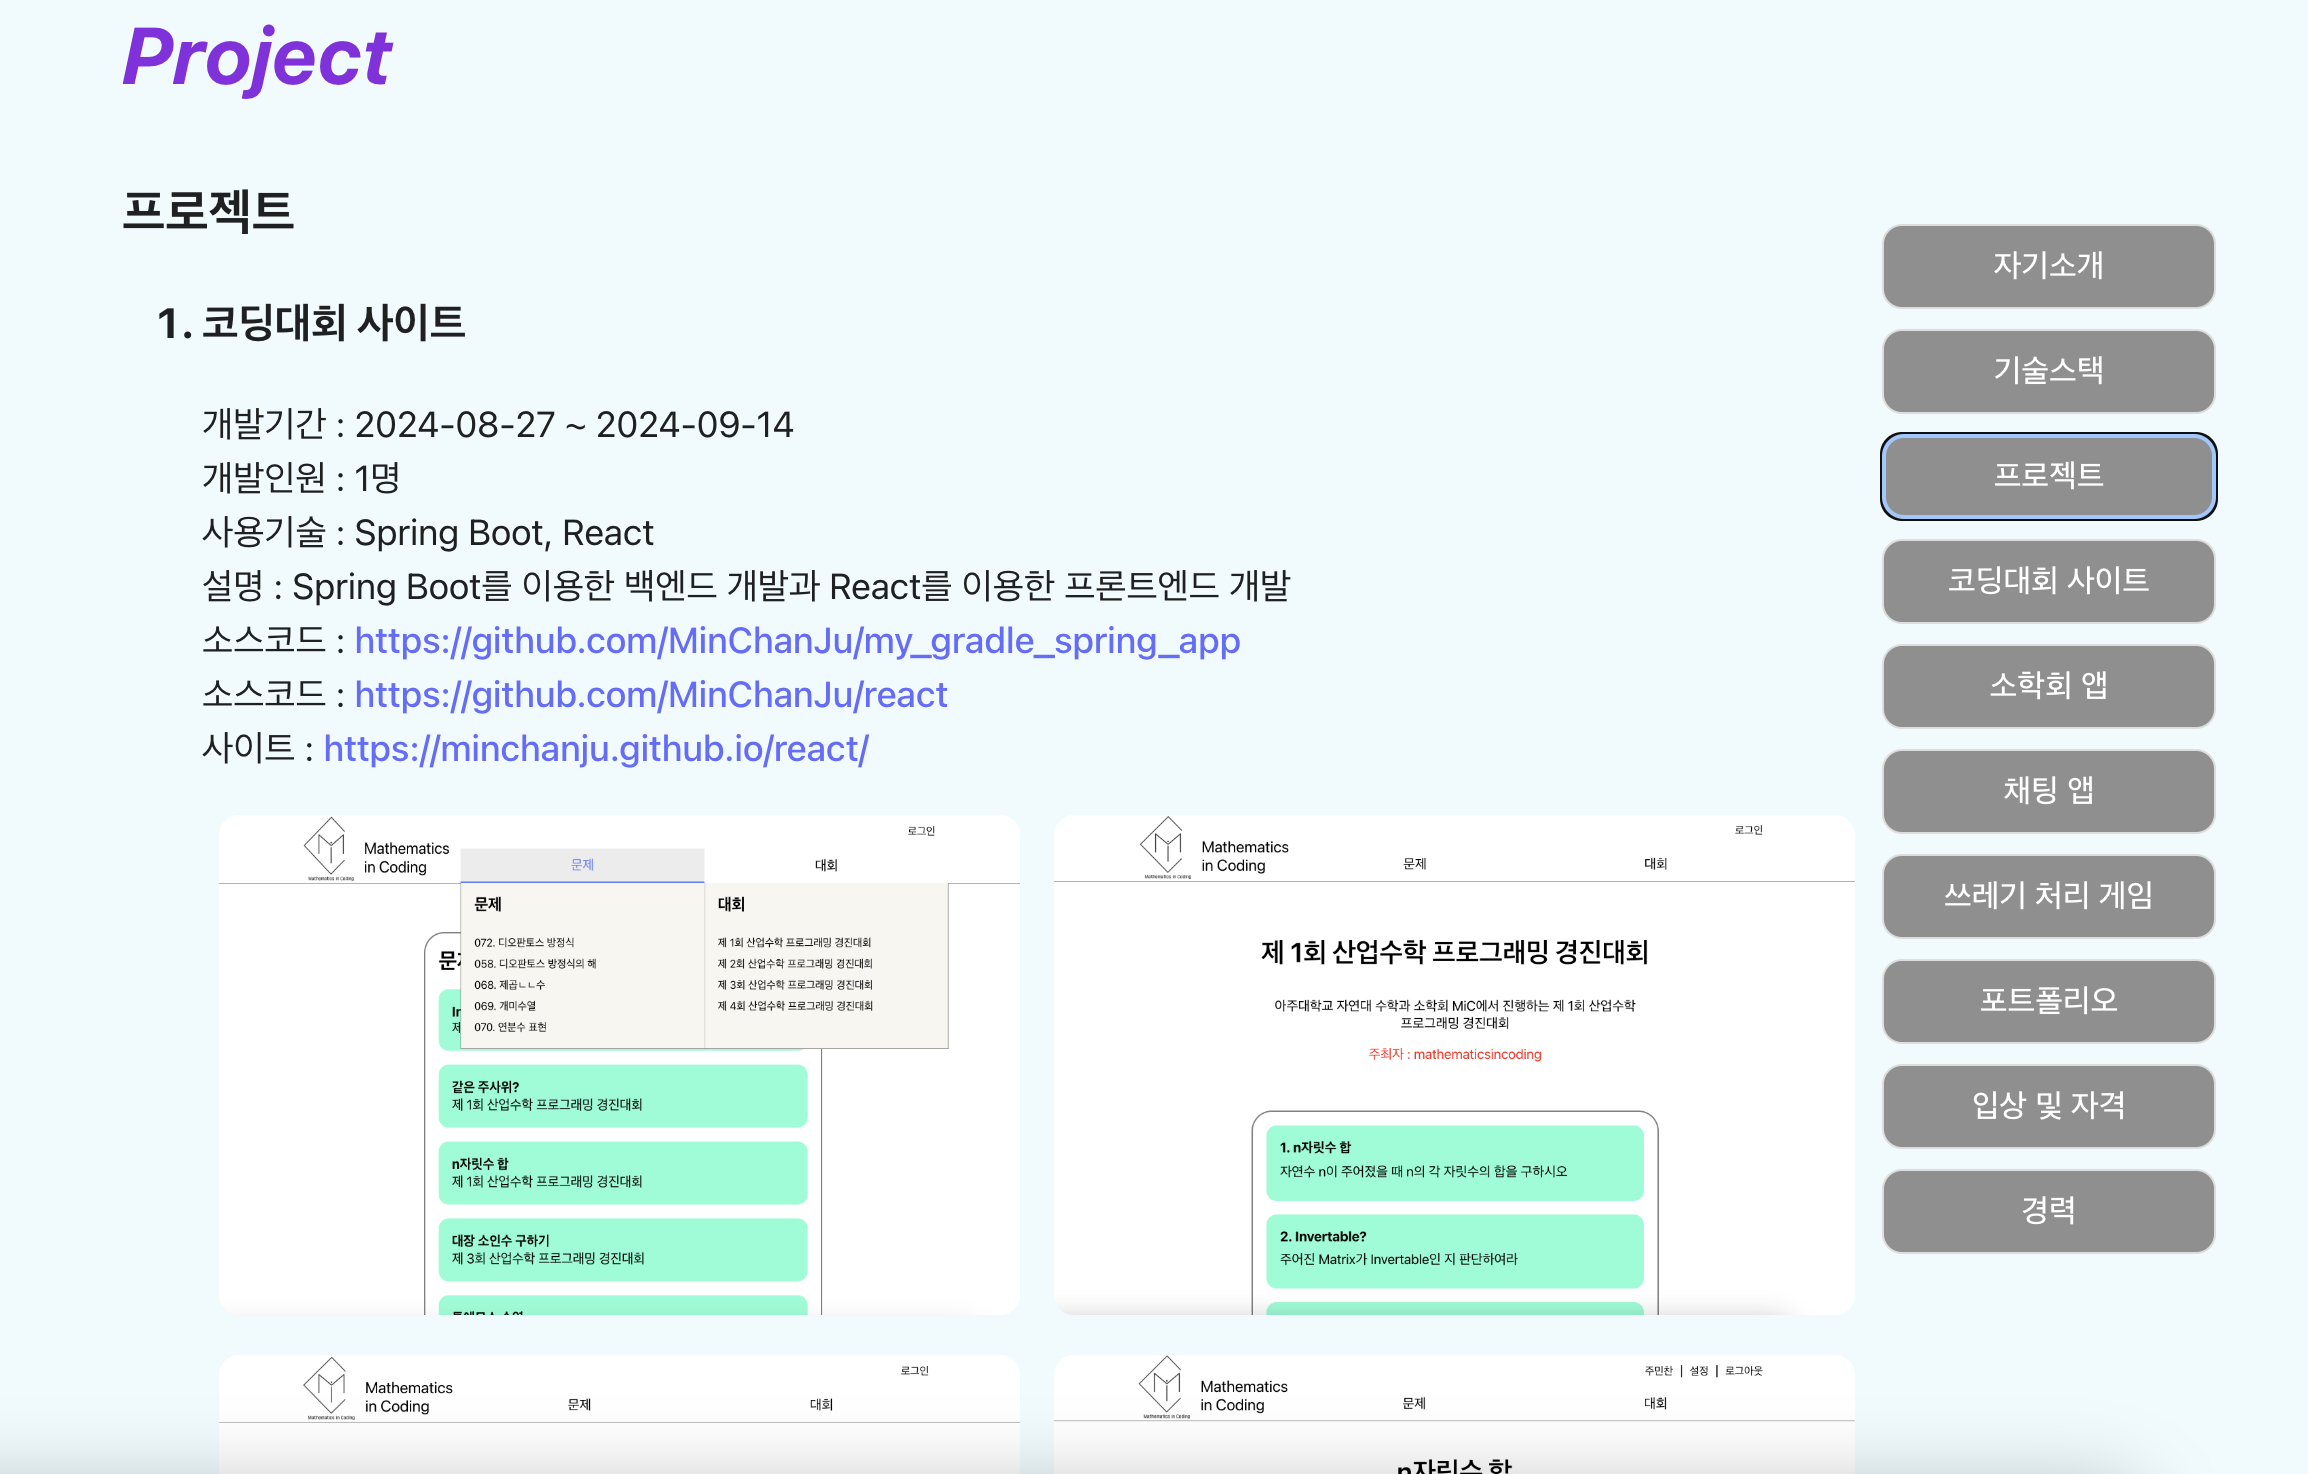 Project
프로젝트
1. 코딩대회 사이트
개발기간 : 2024-08-27 ~ 2024-09-14
개발인원 : 1명
사용기술 : Spring Boot, React
설명 : Spring Boot를 이용한 백엔드 개발과 React를 이용한 프론트엔드 개발
소스코드 : https://github.com/MinChanJu/my_gradle_spring_app
소스코드 : https://github.com/MinChanJu/react
사이트 : https://minchanju.github.io/react/
자기소개
기술스택
프로젝트
코딩대회 사이트
소학회 앱
채팅 앱
쓰레기 처리 게임
포트폴리오
입상 및 자격
경력
로그인
Mathematics
in Coding
Mathematics in Coding
문제
대회
문제
072. 디오판토스 방정식
058. 디오판토스 방정식의 해
068. 제곱ㄴㄴ수
069. 개미수열
070. 연분수 표현
대회
제 1회 산업수학 프로그래밍 경진대회
제 2회 산업수학 프로그래밍 경진대회
제 3회 산업수학 프로그래밍 경진대회
제 4회 산업수학 프로그래밍 경진대회
같은 주사위?
제 1회 산업수학 프로그래밍 경진대회
n자릿수 합
제 1회 산업수학 프로그래밍 경진대회
대장 소인수 구하기
제 3회 산업수학 프로그래밍 경진대회
로그인
Mathematics
in Coding
Mathematics in Coding
문제
대회
제 1회 산업수학 프로그래밍 경진대회
아주대학교 자연대 수학과 소학회 MiC에서 진행하는 제 1회 산업수학
프로그래밍 경진대회
주최자 : mathematicsincoding
1. n자릿수 합
자연수 n이 주어졌을 때 n의 각 자릿수의 합을 구하시오
2. Invertable?
주어진 Matrix가 Invertable인 지 판단하여라
로그인
Mathematics
in Coding
Mathematics in Coding
문제
대회
주민찬 | 설정 | 로그아웃
Mathematics
in Coding
Mathematics in Coding
문제
대회
n자릿수 합